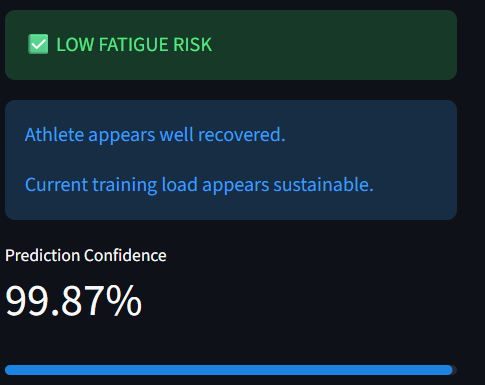 ✅ LOW FATIGUE RISK
Athlete appears well recovered.
Current training load appears sustainable.
Prediction Confidence
99.87%